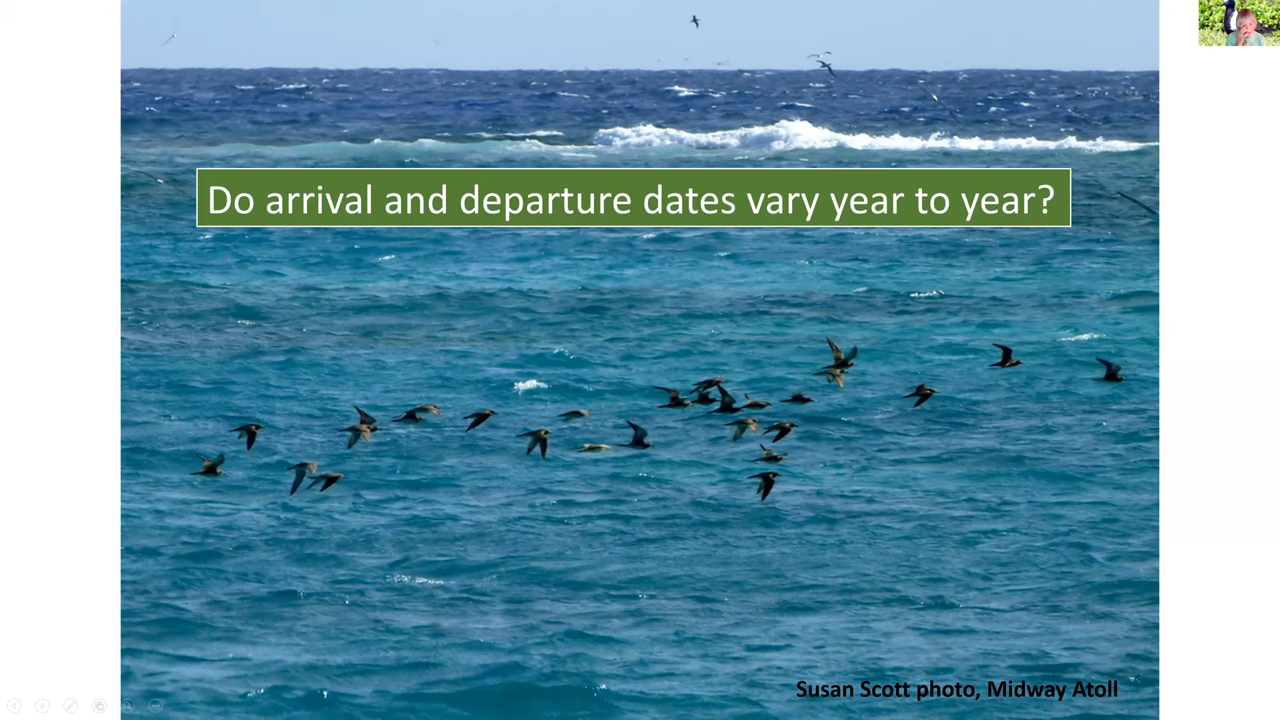 Do arrival and departure dates vary year to year?
Susan Scott photo, Midway Atoll